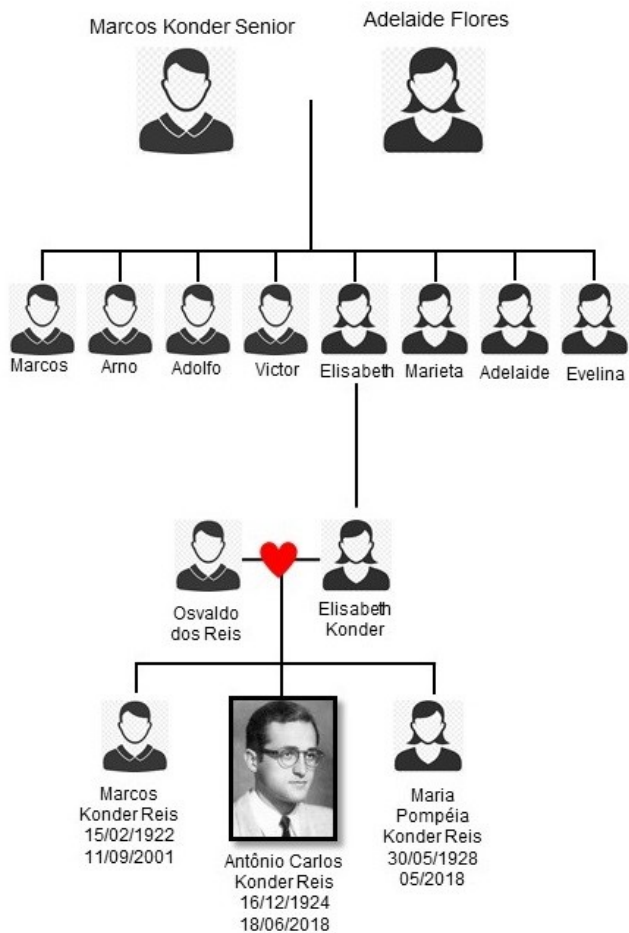 Marcos Konder Senior
Adelaide Flores
Marcos
Arno
Adolfo
Victor
Elisabeth
Marieta
Adelaide
Evelina
Osvaldo
dos Reis
Elisabeth
Konder
Marcos
Konder Reis
15/02/1922
11/09/2001
Antônio Carlos
Konder Reis
16/12/1924
18/06/2018
Maria
Pompéia
Konder Reis
30/05/1928
05/2018